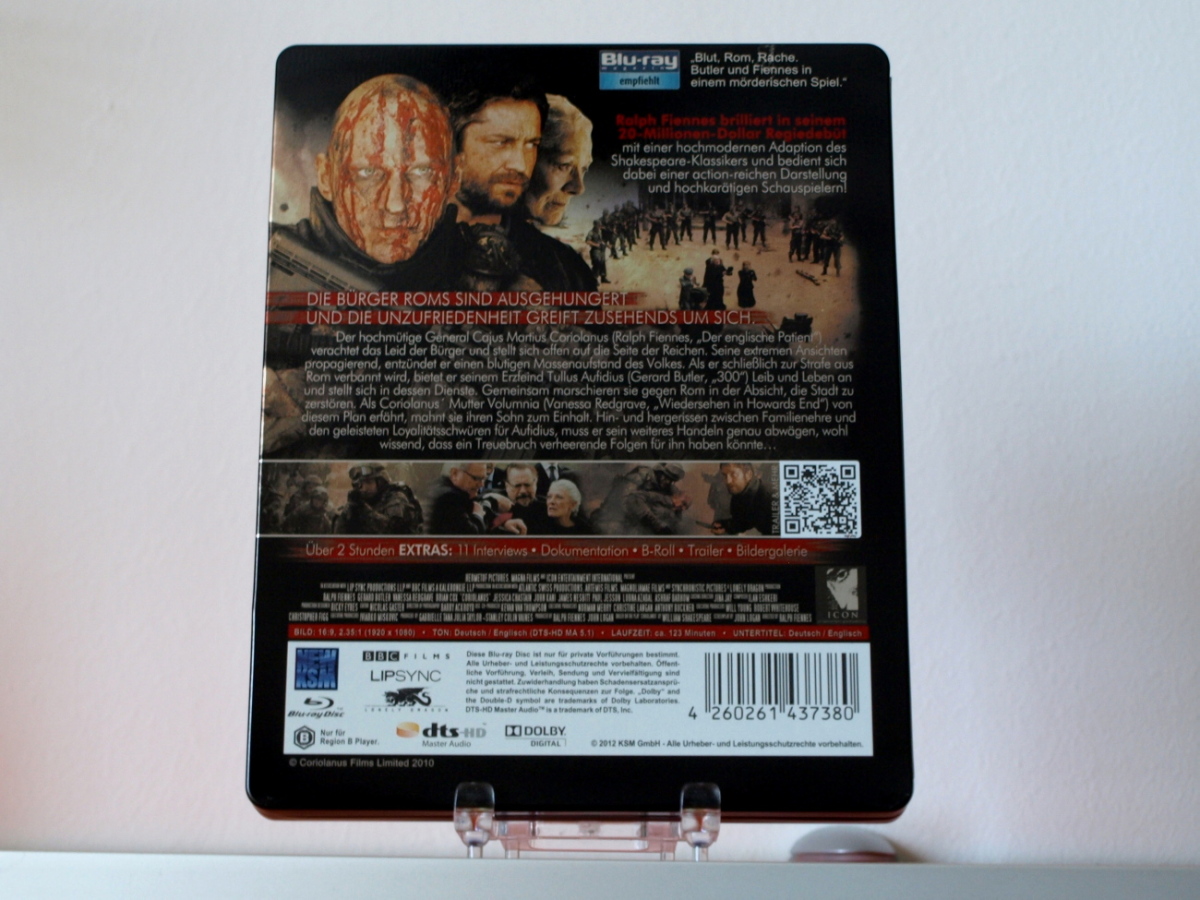 Blu-ray
magazin
empfiehlt
„Blut, Rom, Rache.
Butler und Fiennes in
einem mörderischen Spiel.“
Ralph Fiennes brilliert in seinem
20-Millionen-Dollar Regiedebüt
mit einer hochmodernen Adaption des
Shakespeare-Klassikers und bedient sich
dabei einer action-reichen Darstellung
und hochkarätigen Schauspielern!
DIE BÜRGER ROMS SIND AUSGEHUNGERT
UND DIE UNZUFRIEDENHEIT GREIFT ZUSEHENDS UM SICH.
Der hochmütige General Cajus Martius Coriolanus (Ralph Fiennes, „Der englische Patient“)
verachtet das Leid der Bürger und stellt sich offen auf die Seite der Reichen. Seine extremen Ansichten
propagierend, entzündet er einen blutigen Massenaufstand des Volkes. Als er schließlich zur Strafe aus
Rom verbannt wird, bietet er seinem Erzfeind Tullus Aufidius (Gerard Butler, „300“) Leib und Leben an
und stellt sich in dessen Dienste. Gemeinsam marschieren sie gegen Rom in der Absicht, die Stadt zu
zerstören. Als Coriolanus´ Mutter Volumnia (Vanessa Redgrave, „Wiedersehen in Howards End“) von
diesem Plan erfährt, mahnt sie ihren Sohn zum Einhalt. Hin- und hergerissen zwischen Familienehre und
den geleisteten Loyalitätsschwüren für Aufidius, muss er sein weiteres Handeln genau abwägen, wohl
wissend, dass ein Treuebruch verheerende Folgen für ihn haben könnte...
TRAILER & MEHR
Über 2 Stunden EXTRAS: 11 Interviews • Dokumentation • B-Roll • Trailer • Bildergalerie
ICON
BILD: 16:9, 2.35:1 (1920 x 1080) • TON: Deutsch / Englisch (DTS-HD MA 5.1) • LAUFZEIT: ca. 123 Minuten • UNTERTITEL: Deutsch / Englisch
NEW
KSM
Blu-ray Disc
BBC FILMS
LIPSYNC
LONELY DRAGON
Diese Blu-ray Disc ist nur für private Vorführungen bestimmt.
Alle Urheber- und Leistungsschutzrechte vorbehalten. Öffent-
liche Vorführung, Verleih, Sendung und Vervielfältigung sind
nicht gestattet. Zuwiderhandlung haben Schadensersatzansprü-
che und strafrechtliche Konsequenzen zur Folge. „Dolby“ and
the Double-D symbol are trademarks of Dolby Laboratories.
DTS-HD Master Audio™ is a trademark of DTS, Inc.
4 260261 437380
B
Nur für
Region B Player.
dts-HD
Master Audio
DOLBY
DIGITAL
© 2012 KSM GmbH - Alle Urheber- und Leistungsschutzrechte vorbehalten.
© Coriolanus Films Limited 2010